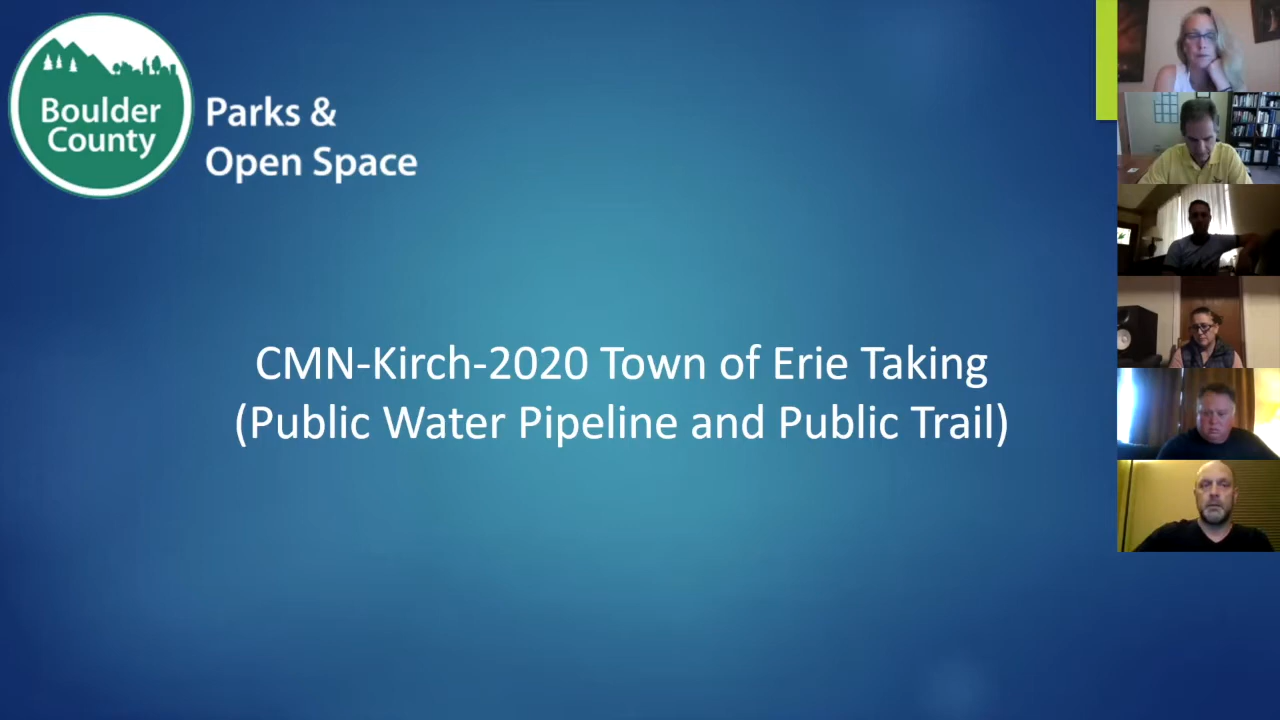 Boulder
County
Parks &
Open Space
CMN-Kirch-2020 Town of Erie Taking
(Public Water Pipeline and Public Trail)